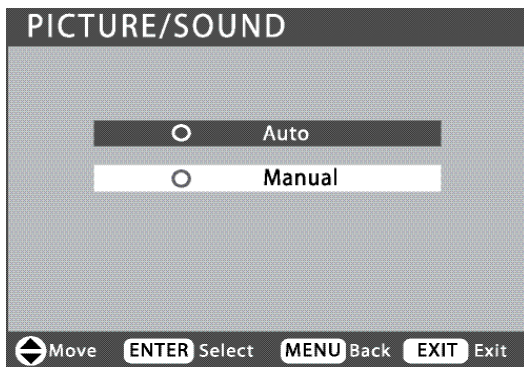 PICTURE/SOUND
Auto
Manual
Move ENTER Select MENU Back EXIT Exit